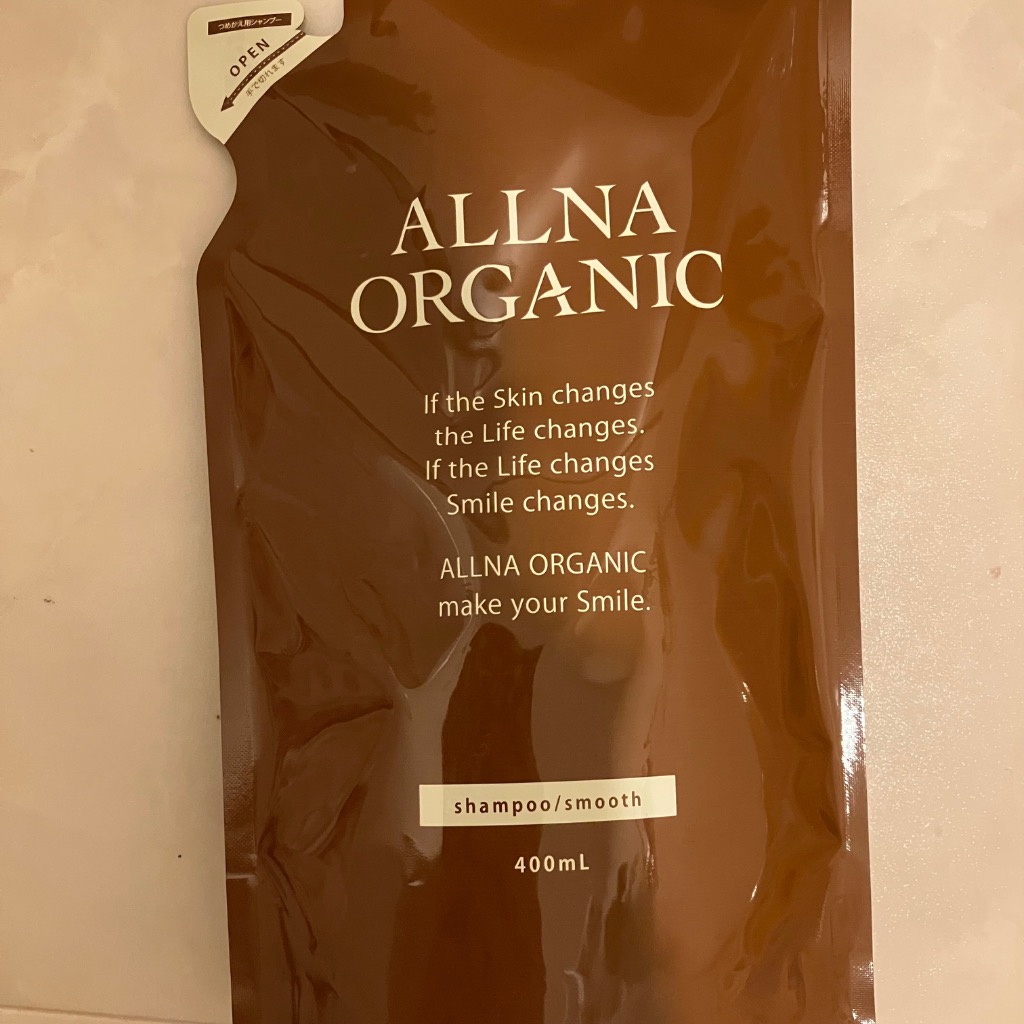 つめかえ用シャンプー
OPEN
手で切れます
ALLNA
ORGANIC
If the Skin changes
the Life changes.
If the Life changes
Smile changes.
ALLNA ORGANIC
make your Smile.
shampoo/smooth
400mL